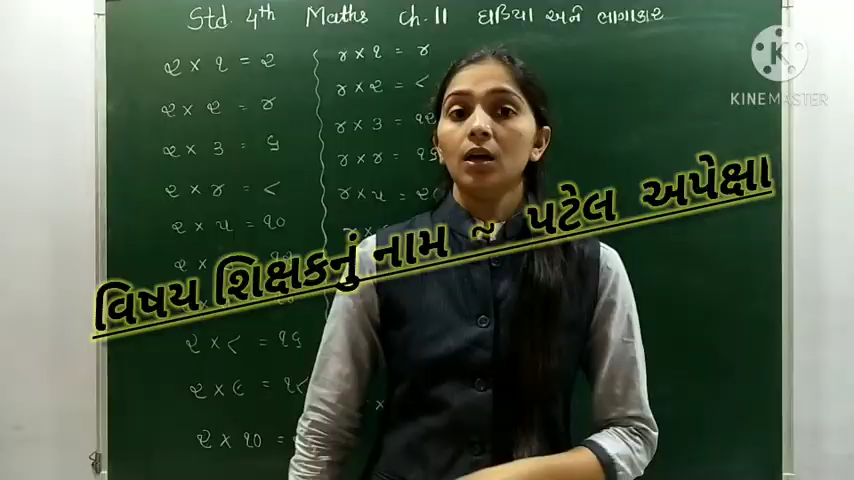 Std. 4th Maths Ch. 11 ઘડિયા અને ભાગાકાર
૨ × ૧ = ૨
૨ × ૨ = ૪
૨ × ૩ = ૬
૨ × ૪ = ૮
૨ × ૫ = ૧૦
૨ ×
૨ × ૮ = ૧૬
૨ × ૯ = ૧૮
૨ × ૧૦ =
૪ × ૧ = ૪
૪ × ૨ = ૮
૪ × ૩ = ૧૨
૪ × ૪ = ૧૬
૪ × ૫ = ૨૦
KINEMASTER
વિષય શિક્ષકનું નામ ~ પટેલ અપેક્ષા